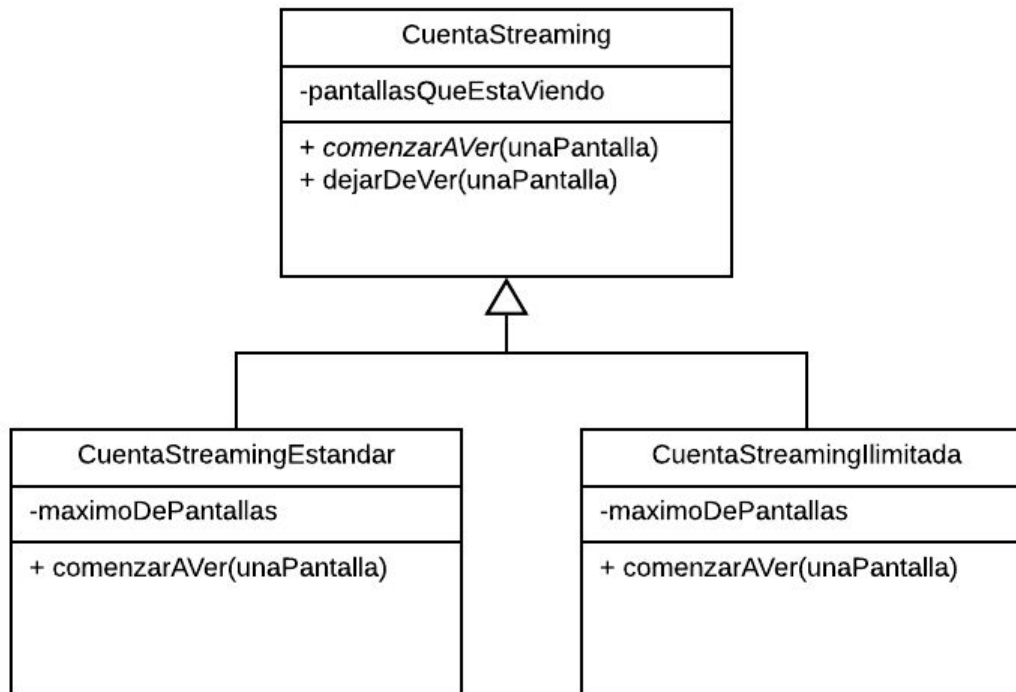 CuentaStreaming
-pantallasQueEstaViendo
+ comenzarAVer(unaPantalla)
+ dejarDeVer(unaPantalla)
CuentaStreamingEstandar
-maximoDePantallas
+ comenzarAVer(unaPantalla)
CuentaStreamingIlimitada
-maximoDePantallas
+ comenzarAVer(unaPantalla)